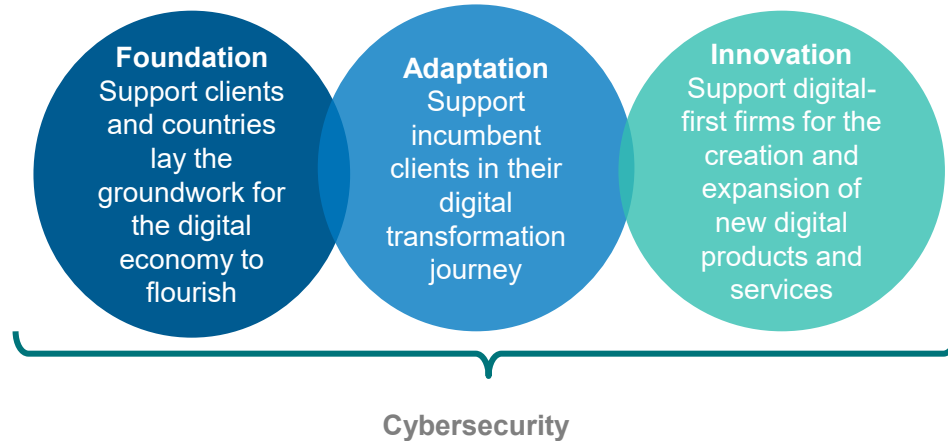 Foundation
Support clients
and countries
lay the
groundwork for
the digital
economy to
flourish
Adaptation
Support
incumbent
clients in their
digital
transformation
journey
Innovation
Support digital-
first firms for the
creation and
expansion of
new digital
products and
services
Cybersecurity